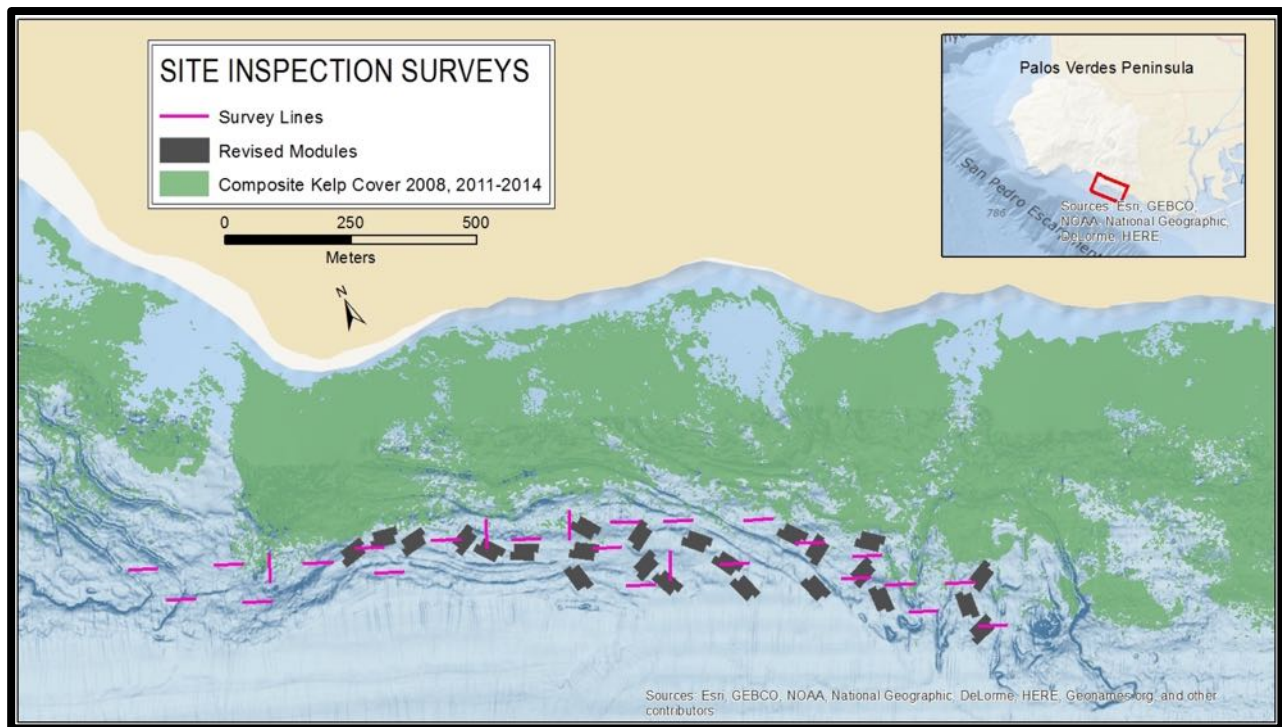 SITE INSPECTION SURVEYS
Survey Lines
Revised Modules
Composite Kelp Cover 2008, 2011-2014
0 250 500
Meters
N
Palos Verdes Peninsula
San Pedro Escarpment
786
Sources: Esri, GEBCO,
NOAA, National Geographic,
DeLorme, HERE,
Sources: Esri, GEBCO, NOAA, National Geographic, DeLorme, HERE, Geonames.org, and other
contributors